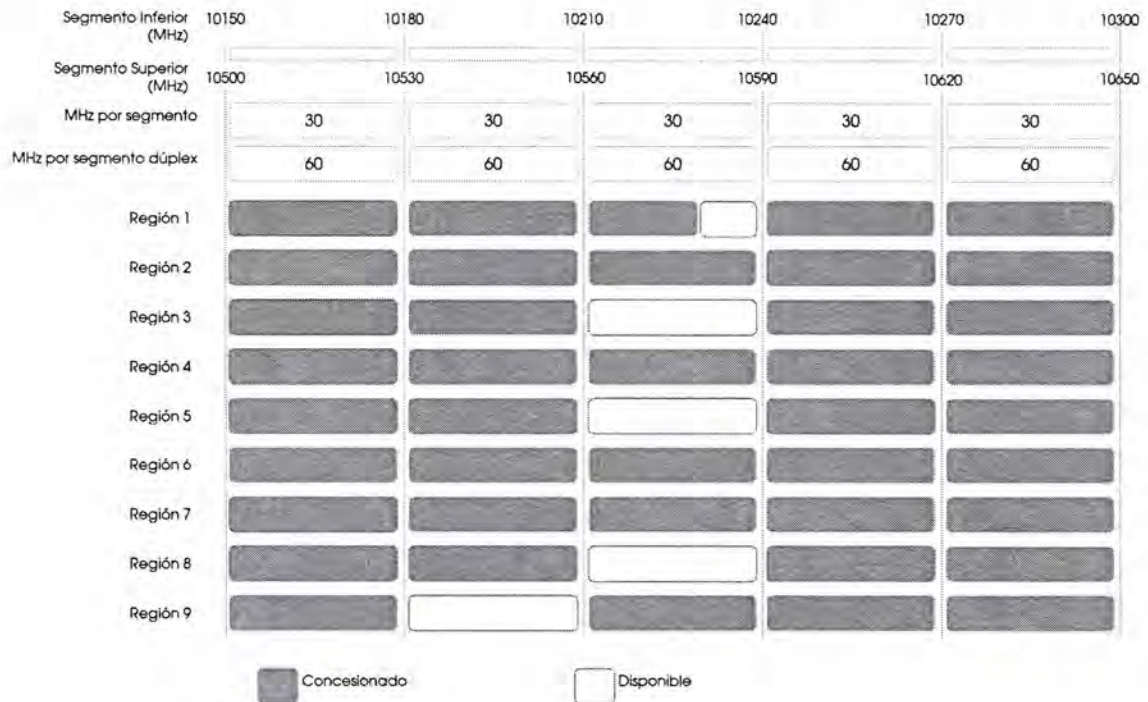 Segmento Inferior (MHz) 10150 10180 10210 10240 10270 10300
Segmento Superior (MHz) 10500 10530 10560 10590 10620 10650
MHz por segmento 30 30 30 30 30
MHz por segmento dúplex 60 60 60 60 60
Región 1
Región 2
Región 3
Región 4
Región 5
Región 6
Región 7
Región 8
Región 9
Concesionado Disponible